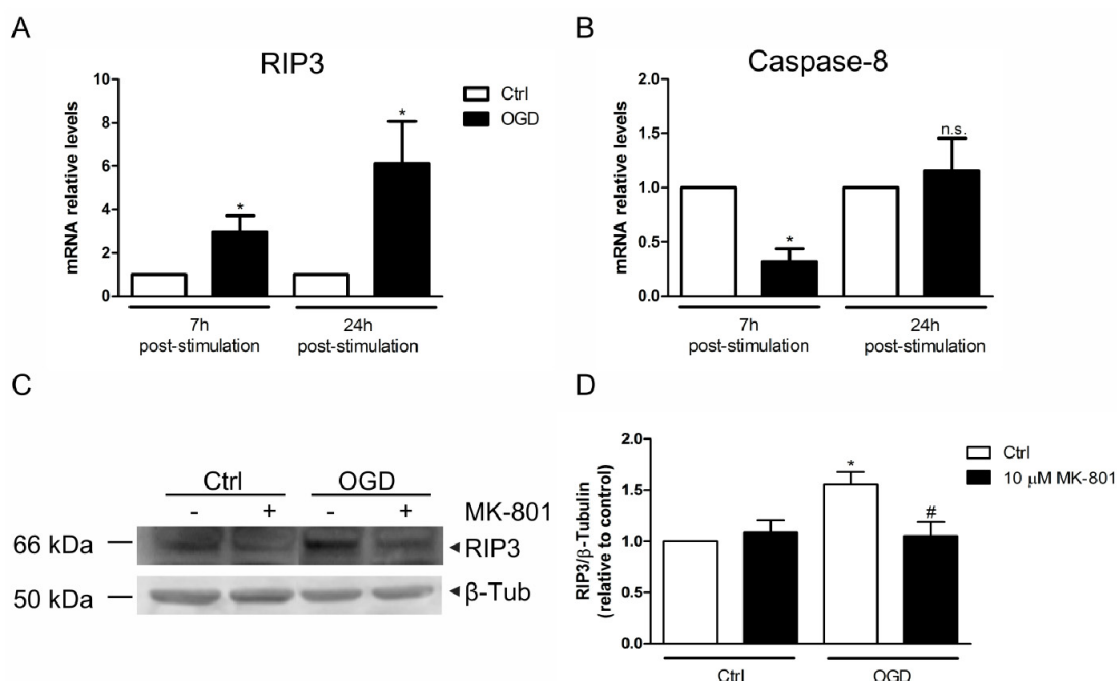 A
RIP3
mRNA relative levels
10
8
6
4
2
0
*
*
Ctrl
OGD
7h
post-stimulation
24h
post-stimulation
B
Caspase-8
mRNA relative levels
2.0
1.5
1.0
0.5
0.0
*
n.s.
7h
post-stimulation
24h
post-stimulation
C
Ctrl OGD
- + - + MK-801
66 kDa RIP3
50 kDa β-Tub
D
RIP3/β-Tubulin
(relative to control)
2.0
1.5
1.0
0.5
0.0
*
#
Ctrl
10 μM MK-801
Ctrl OGD